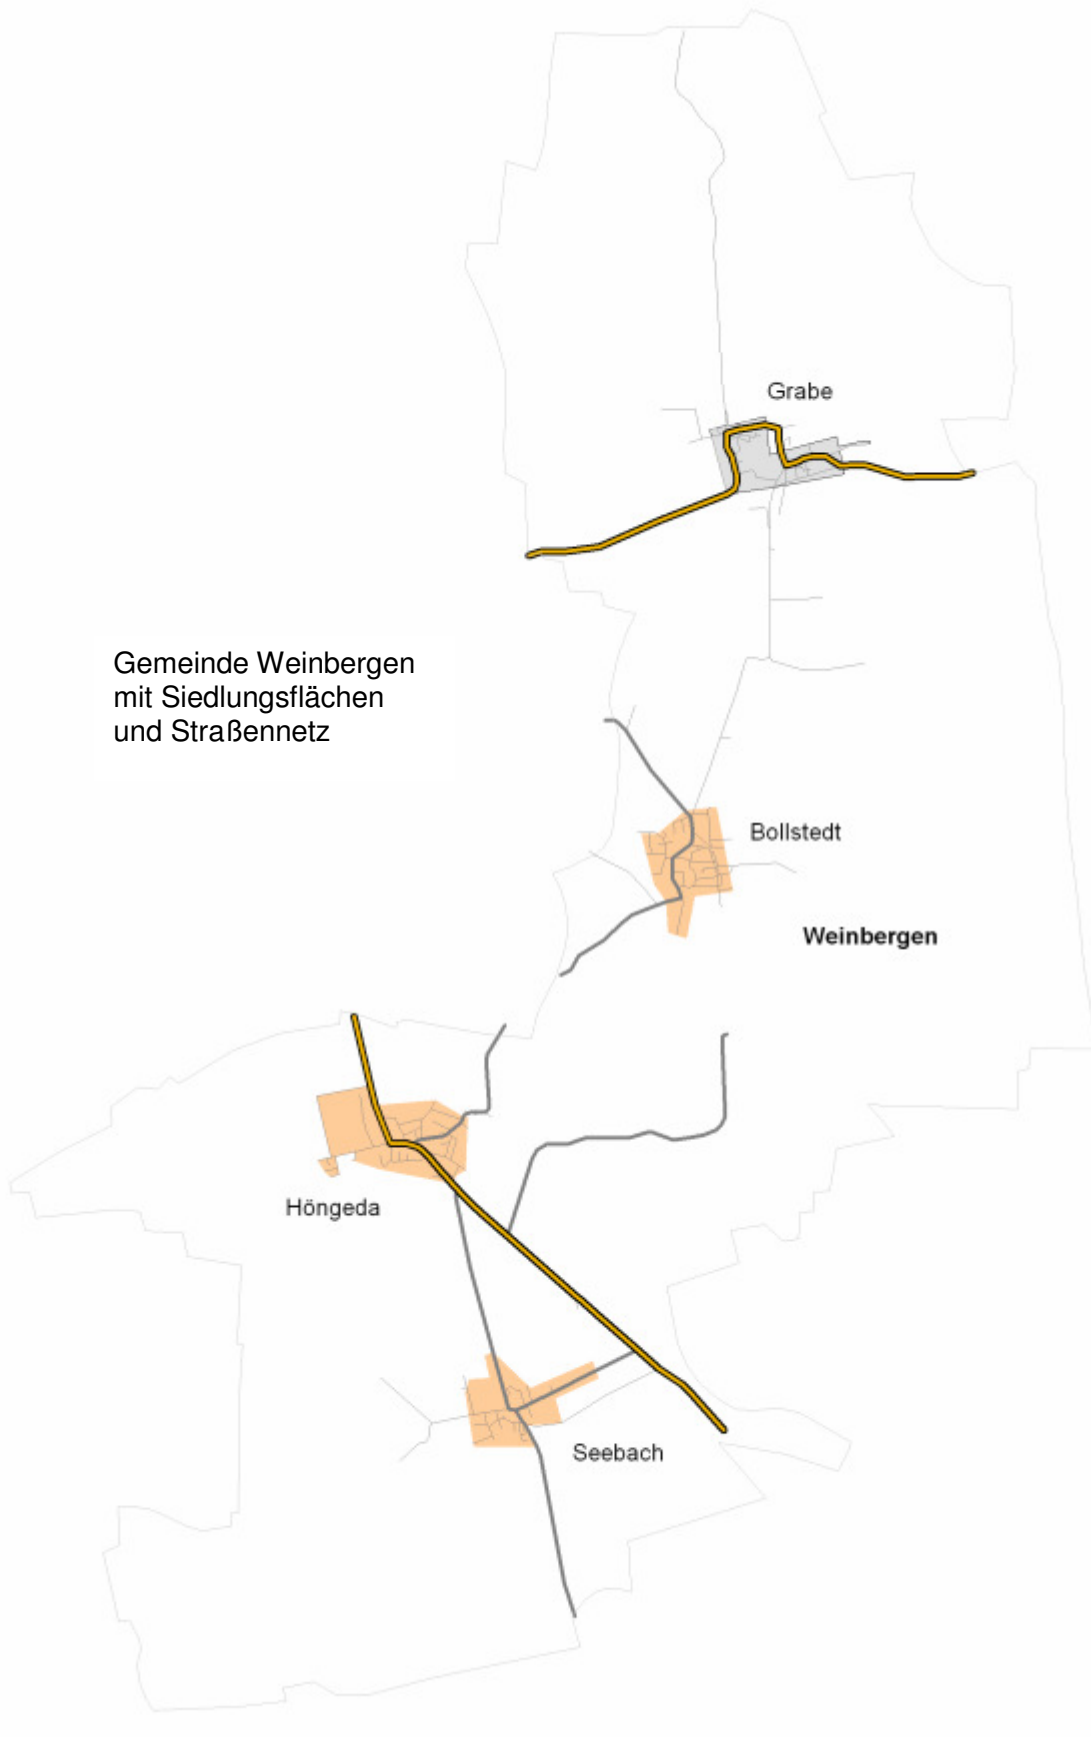 Grabe
Gemeinde Weinbergen
mit Siedlungsflächen
und Straßennetz
Bollstedt
Weinbergen
Höngeda
Seebach